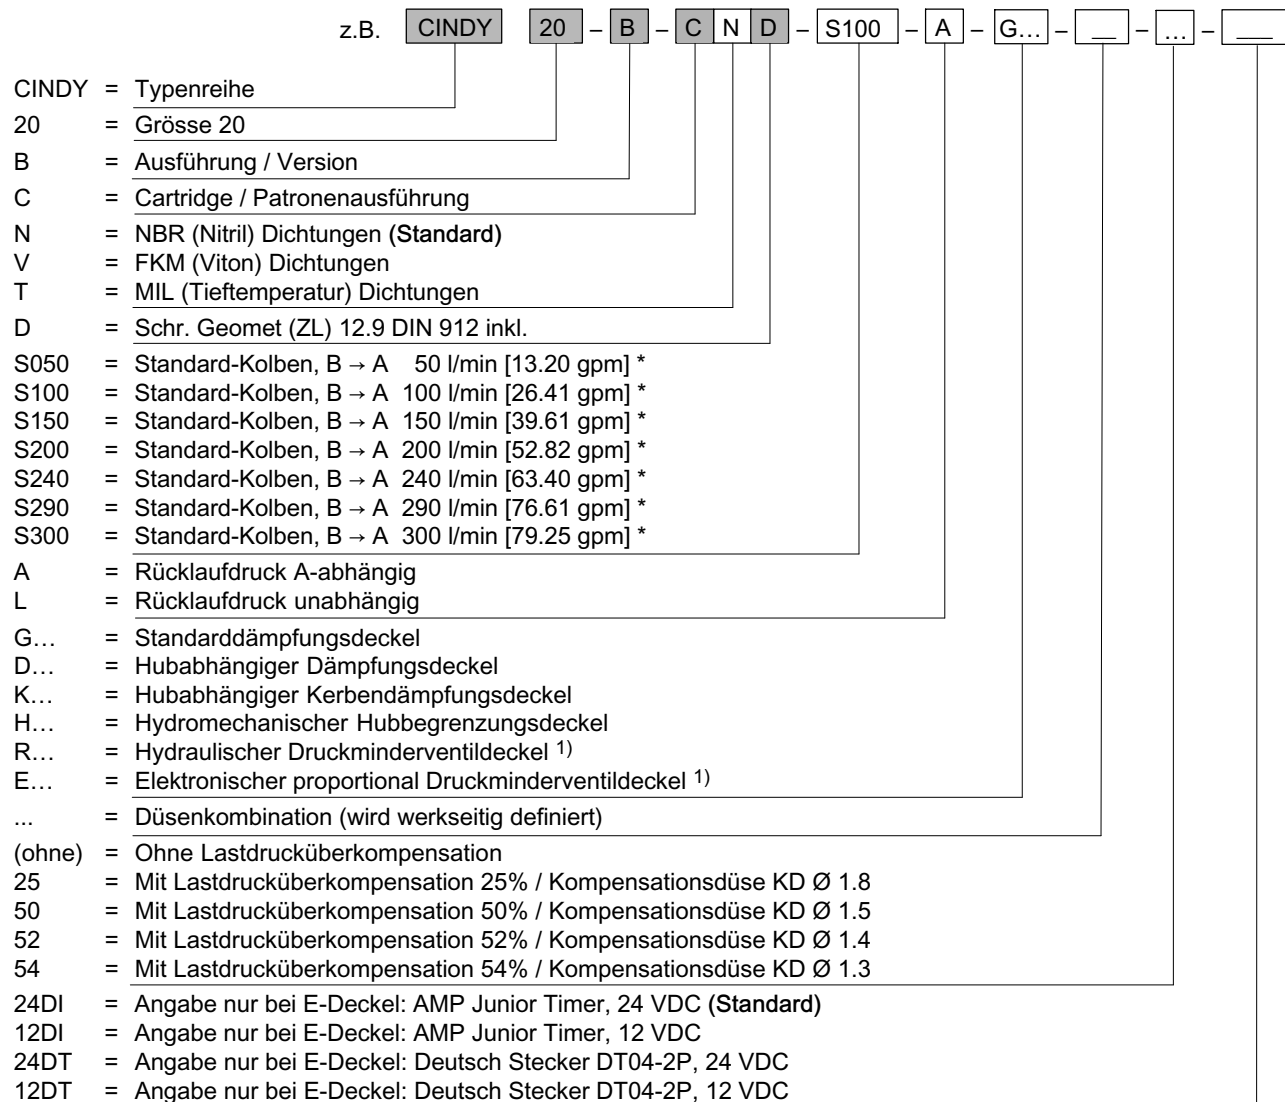 z.B. CINDY 20 – B – C N D – S100 – A – G… – __ – … – ___
CINDY = Typenreihe
20 = Grösse 20
B = Ausführung / Version
C = Cartridge / Patronenausführung
N = NBR (Nitril) Dichtungen (Standard)
V = FKM (Viton) Dichtungen
T = MIL (Tieftemperatur) Dichtungen
D = Schr. Geomet (ZL) 12.9 DIN 912 inkl.
S050 = Standard-Kolben, B → A 50 l/min [13.20 gpm] *
S100 = Standard-Kolben, B → A 100 l/min [26.41 gpm] *
S150 = Standard-Kolben, B → A 150 l/min [39.61 gpm] *
S200 = Standard-Kolben, B → A 200 l/min [52.82 gpm] *
S240 = Standard-Kolben, B → A 240 l/min [63.40 gpm] *
S290 = Standard-Kolben, B → A 290 l/min [76.61 gpm] *
S300 = Standard-Kolben, B → A 300 l/min [79.25 gpm] *
A = Rücklaufdruck A-abhängig
L = Rücklaufdruck unabhängig
G… = Standarddämpfungsdeckel
D… = Hubabhängiger Dämpfungsdeckel
K… = Hubabhängiger Kerbendämpfungsdeckel
H… = Hydromechanischer Hubbegrenzungsdeckel
R… = Hydraulischer Druckminderventildeckel 1)
E… = Elektronischer proportional Druckminderventildeckel 1)
... = Düsenkombination (wird werkseitig definiert)
(ohne) = Ohne Lastdrucküberkompensation
25 = Mit Lastdrucküberkompensation 25% / Kompensationsdüse KD Ø 1.8
50 = Mit Lastdrucküberkompensation 50% / Kompensationsdüse KD Ø 1.5
52 = Mit Lastdrucküberkompensation 52% / Kompensationsdüse KD Ø 1.4
54 = Mit Lastdrucküberkompensation 54% / Kompensationsdüse KD Ø 1.3
24DI = Angabe nur bei E-Deckel: AMP Junior Timer, 24 VDC (Standard)
12DI = Angabe nur bei E-Deckel: AMP Junior Timer, 12 VDC
24DT = Angabe nur bei E-Deckel: Deutsch Stecker DT04-2P, 24 VDC
12DT = Angabe nur bei E-Deckel: Deutsch Stecker DT04-2P, 12 VDC